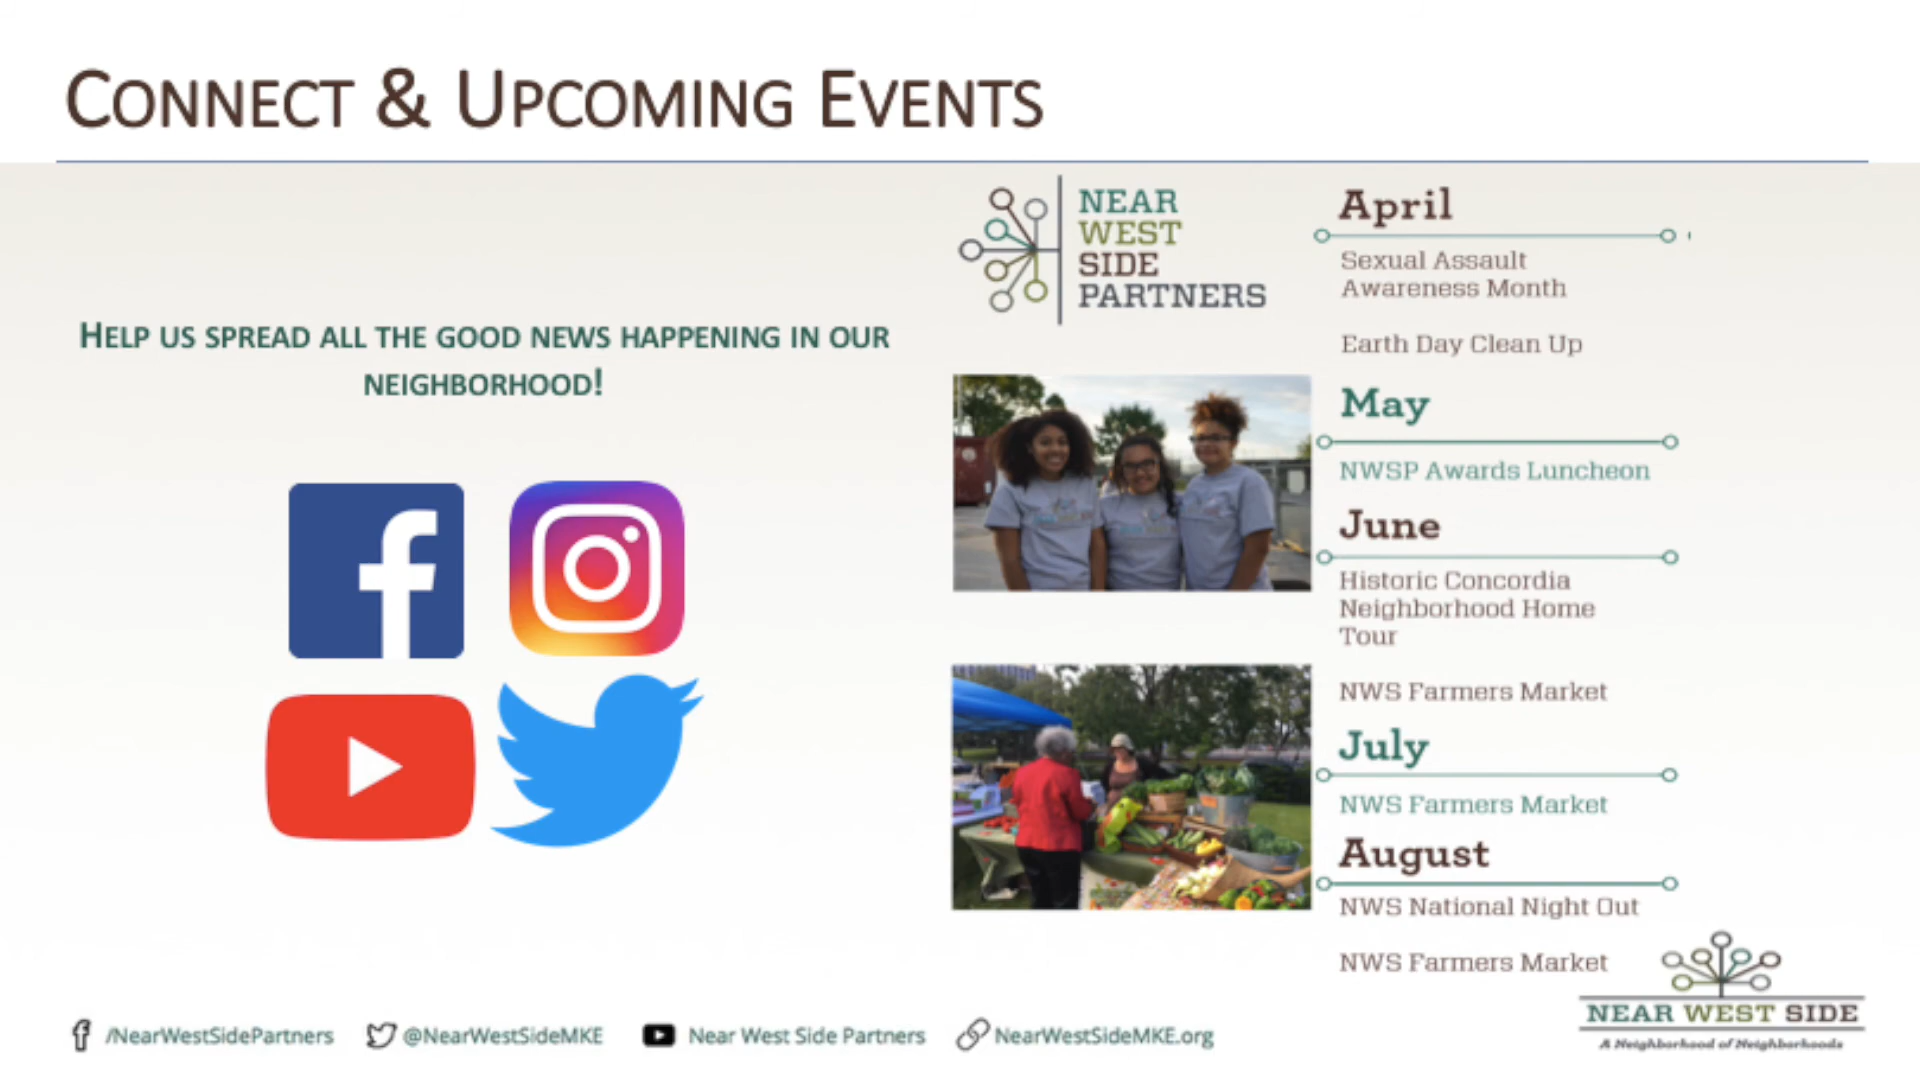 CONNECT & UPCOMING EVENTS
HELP US SPREAD ALL THE GOOD NEWS HAPPENING IN OUR
NEIGHBORHOOD!
NEAR
WEST
SIDE
PARTNERS
April
Sexual Assault
Awareness Month
Earth Day Clean Up
May
NWSP Awards Luncheon
June
Historic Concordia
Neighborhood Home
Tour
NWS Farmers Market
July
NWS Farmers Market
August
NWS National Night Out
NWS Farmers Market
/NearWestSidePartners
@NearWestSideMKE
Near West Side Partners
NearWestSideMKE.org
NEAR WEST SIDE
A Neighborhood of Neighborhoods